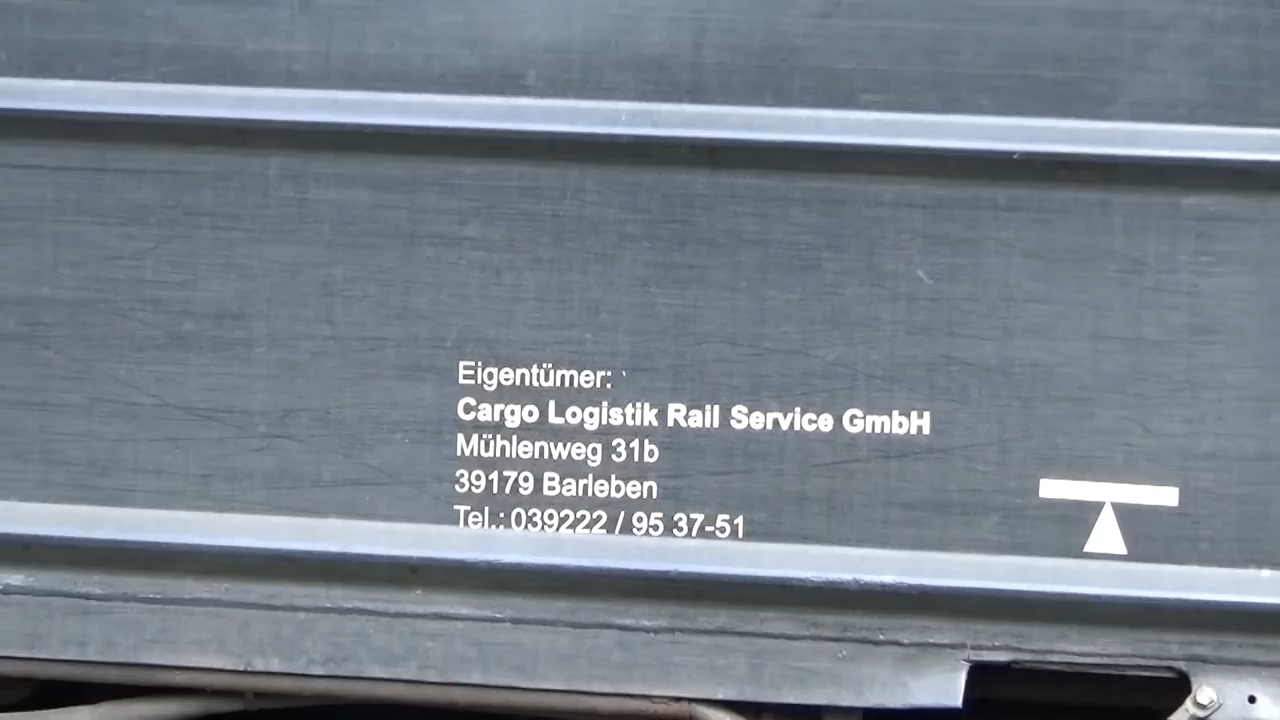 Eigentümer:
Cargo Logistik Rail Service GmbH
Mühlenweg 31b
39179 Barleben
Tel.: 039222 / 95 37-51